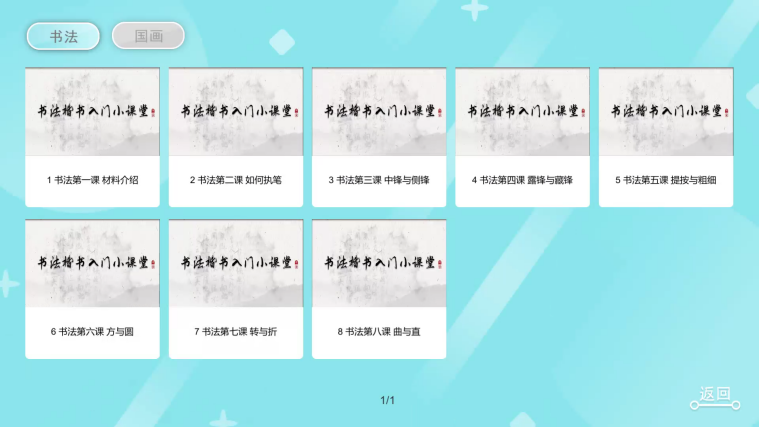 书法
国画
书法楷书入门小课堂
书法楷书入门小课堂
书法楷书入门小课堂
书法楷书入门小课堂
书法楷书入门小课堂
1 书法第一课 材料介绍
2 书法第二课 如何执笔
3 书法第三课 中锋与侧锋
4 书法第四课 露锋与藏锋
5 书法第五课 提按与粗细
书法楷书入门小课堂
书法楷书入门小课堂
书法楷书入门小课堂
6 书法第六课 方与圆
7 书法第七课 转与折
8 书法第八课 曲与直
1/1
返回